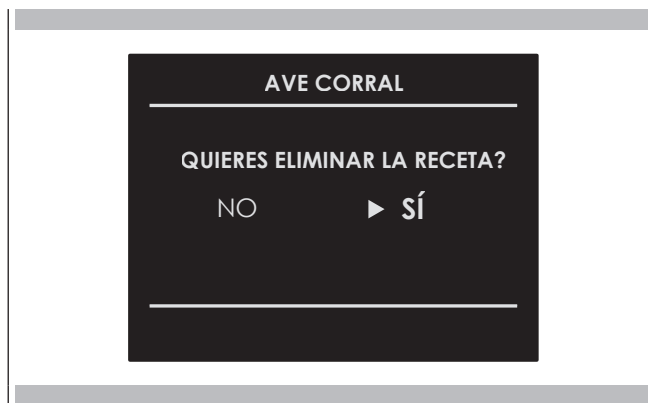 AVE CORRAL
QUIERES ELIMINAR LA RECETA?
NO ▶ SÍ